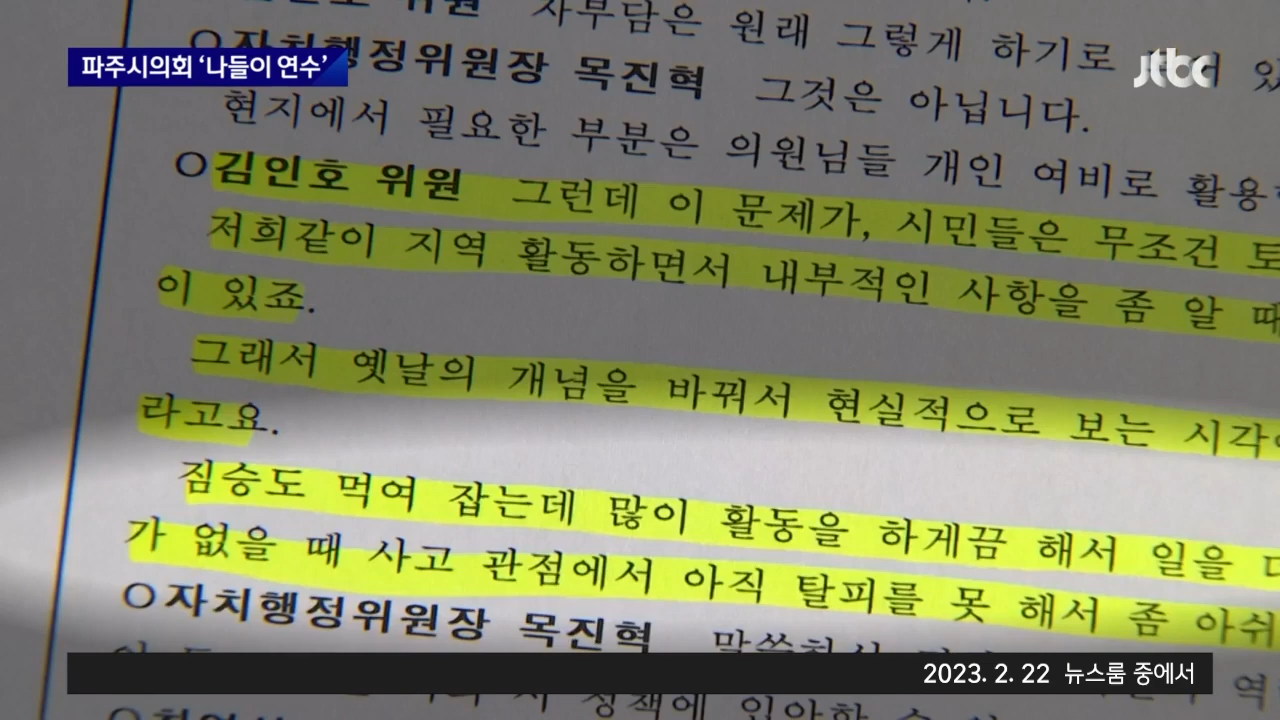 위원 자부담은 원래 그렇게 하기로
파주시의회 ‘나들이 연수’
jtbc
자치행정위원장 목진혁 그것은 아닙니다.
현지에서 필요한 부분은 의원님들 개인 여비로 활용
○김인호 위원 그런데 이 문제가, 시민들은 무조건
저희같이 지역 활동하면서 내부적인 사항을 좀 알 때
이 있죠.
그래서 옛날의 개념을 바꿔서 현실적으로 보는 시각
라고요.
짐승도 먹여 잡는데 많이 활동을 하게끔 해서 일을
가 없을 때 사고 관점에서 아직 탈피를 못 해서 좀 아쉬
○자치행정위원장 목진혁
2023. 2. 22 뉴스룸 중에서